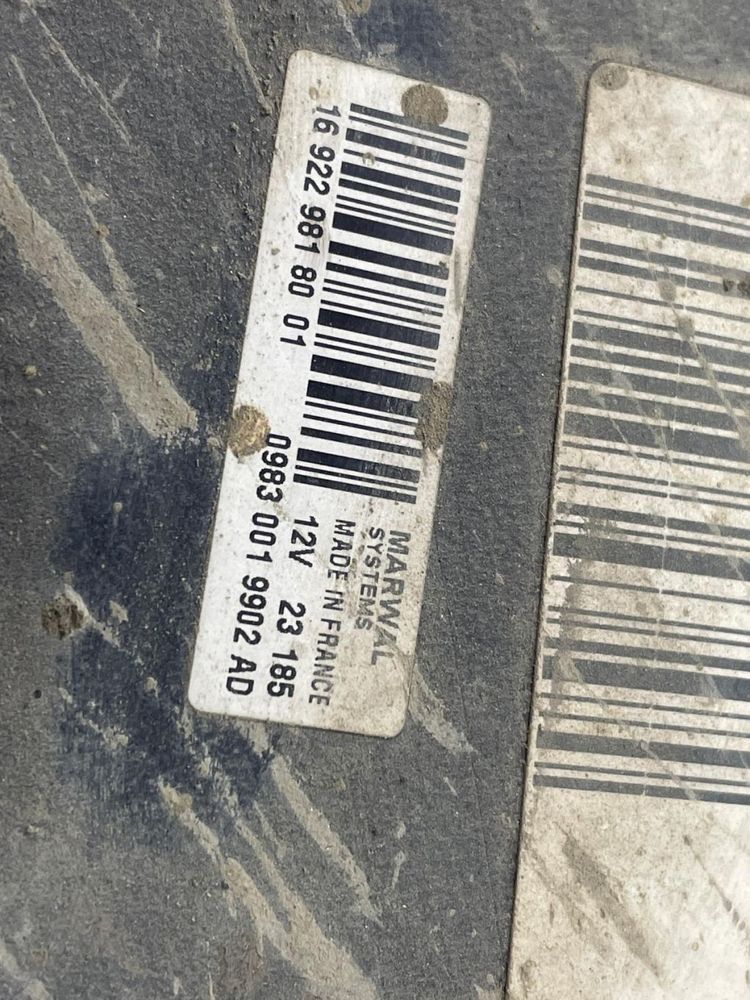 16 922 981 80 01
MARWAL
SYSTEMS
MADE IN FRANCE
12V 23 185
0983 001 9902 AD